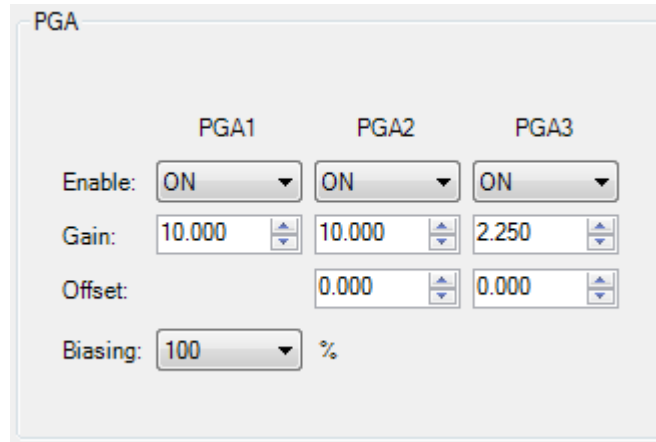 PGA
PGA1 PGA2 PGA3
Enable: ON ON ON
Gain: 10.000 10.000 2.250
Offset: 0.000 0.000
Biasing: 100 %